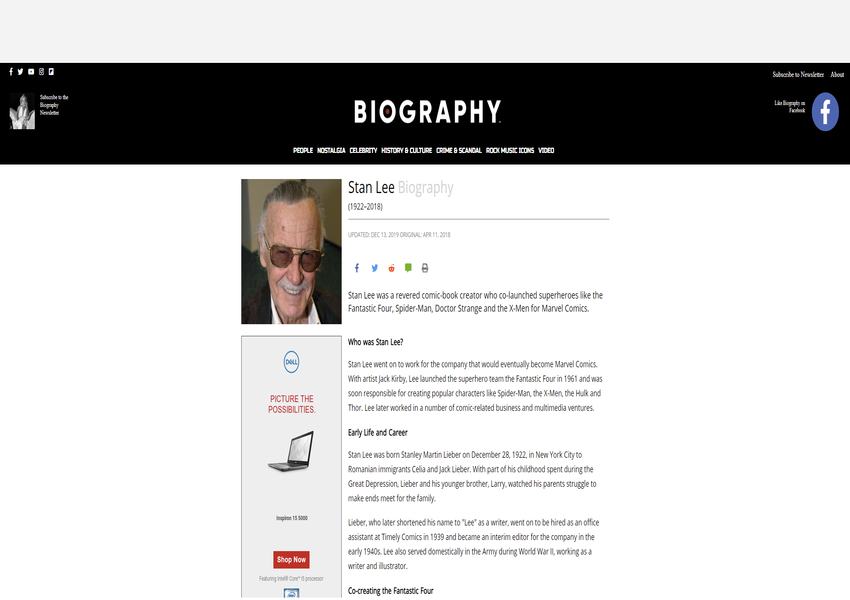 Subscribe to Newsletter About
Subscribe to the
Biography
Newsletter
BIOGRAPHY.
Like Biography on
Facebook
PEOPLE NOSTALGIA CELEBRITY HISTORY & CULTURE CRIME & SCANDAL ROCK MUSIC ICONS VIDEO
Stan Lee Biography
(1922–2018)
UPDATED: DEC 13, 2019 ORIGINAL: APR 11, 2018
Stan Lee was a revered comic-book creator who co-launched superheroes like the
Fantastic Four, Spider-Man, Doctor Strange and the X-Men for Marvel Comics.
Who was Stan Lee?
Stan Lee went on to work for the company that would eventually become Marvel Comics.
With artist Jack Kirby, Lee launched the superhero team the Fantastic Four in 1961 and was
soon responsible for creating popular characters like Spider-Man, the X-Men, the Hulk and
Thor. Lee later worked in a number of comic-related business and multimedia ventures.
Early Life and Career
Stan Lee was born Stanley Martin Lieber on December 28, 1922, in New York City to
Romanian immigrants Celia and Jack Lieber. With part of his childhood spent during the
Great Depression, Lieber and his younger brother, Larry, watched his parents struggle to
make ends meet for the family.
Lieber, who later shortened his name to "Lee" as a writer, went on to be hired as an office
assistant at Timely Comics in 1939 and became an interim editor for the company in the
early 1940s. Lee also served domestically in the Army during World War II, working as a
writer and illustrator.
Co-creating the Fantastic Four
DELL
PICTURE THE
POSSIBILITIES.
Inspiron 15 5000
Shop Now
Featuring Intel® Core™ i5 processor